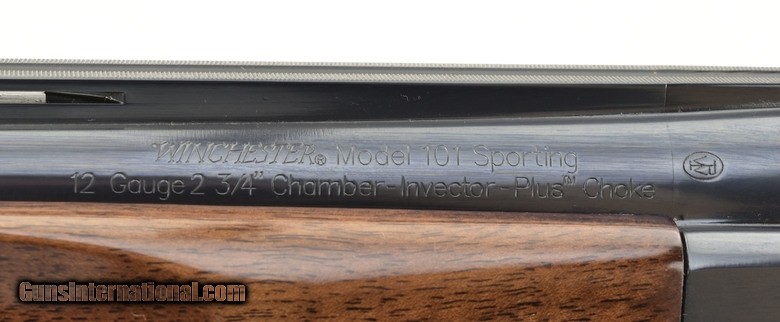 WINCHESTER® Model 101 Sporting
12 Gauge 2 3/4" Chamber-Invector-Plus™ Choke
GunsInternational.com